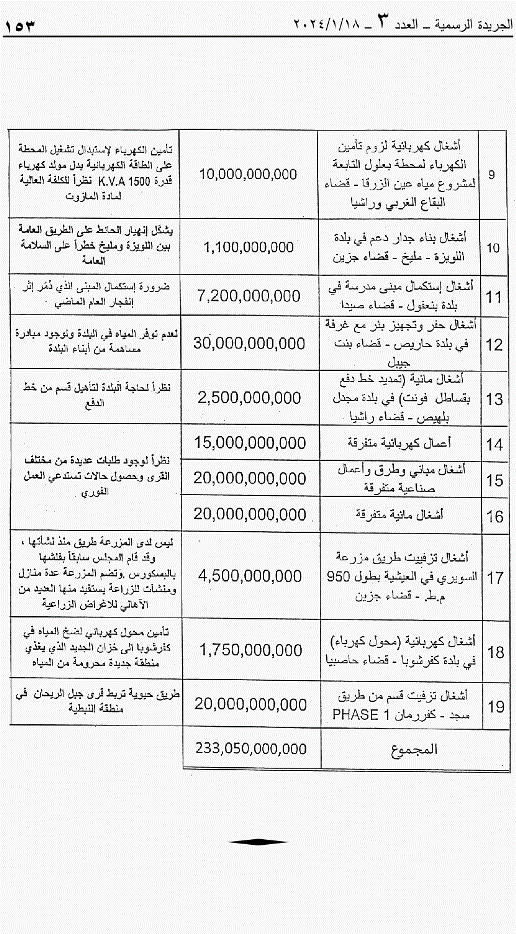 الجريدة الرسمية – العدد ٣ – ٢٠٢٤/١/١٨
١٥٣
9
أشغال كهربائية لزوم تأمين
الكهرباء لمحطة بعلول التابعة
لمشروع مياه عين الزرقا - قضاء
البقاع الغربي وراشيا
10,000,000,000
تأمين الكهرباء لإستبدال تشغيل المحطة
على الطاقة الكهربائية بدل مولد كهرباء
قدرة 1500 K.V.A نظراً للكلفة العالية
لمادة المازوت
10
أشغال بناء جدار دعم في بلدة
اللويزة - مليخ - قضاء جزين
1,100,000,000
يشكل إنهيار الحائط على الطريق العامة
بين اللويزة ومليخ خطراً على السلامة
العامة
11
أشغال إستكمال مبنى مدرسة في
بلدة بنعفول - قضاء صيدا
7,200,000,000
ضرورة إستكمال المبنى الذي دُمّر إثر
إنفجار العام الماضي
12
أشغال حفر وتجهيز بئر مع غرفة
في بلدة حاريص - قضاء بنت
جبيل
30,000,000,000
لعدم توفر المياه في البلدة ولوجود مبادرة
مساهمة من أبناء البلدة
13
أشغال مائية (تمديد خط دفع
بقساطل فونت) في بلدة مجدل
بلهيص - قضاء راشيا
2,500,000,000
نظراً لحاجة البلدة لتأهيل قسم من خط
الدفع
14
أعمال كهربائية متفرقة
15,000,000,000
نظراً لوجود طلبات عديدة من مختلف
القرى وحصول حالات تستدعي العمل
الفوري
15
أشغال مباني وطرق وأعمال
صناعية متفرقة
20,000,000,000
16
أشغال مائية متفرقة
20,000,000,000
17
أشغال تزفييت طريق مزرعة
السويري في العيشية بطول 950
م.ط. - قضاء جزين
4,500,000,000
ليس لدى المزرعة طريق منذ نشأتها ،
وقد قام المجلس سابقاً بفلشها
بالبسكورس .وتضم المزرعة عدة منازل
ومنشآت للزراعة يستفيد منها العديد من
الأهالي للأغراض الزراعية
18
أشغال كهربائية (محول كهرباء)
في بلدة كفرشوبا - قضاء حاصبيا
1,750,000,000
تأمين محول كهربائي لضخ المياه في
كفرشوبا الى خزان الجديد الذي يغذي
منطقة جديدة محرومة من المياه
19
أشغال تزفيت قسم من طريق
سجد - كفررمان PHASE 1
20,000,000,000
طريق حيوية تربط قرى جبل الريحان في
منطقة النبطية
المجموع
233,050,000,000